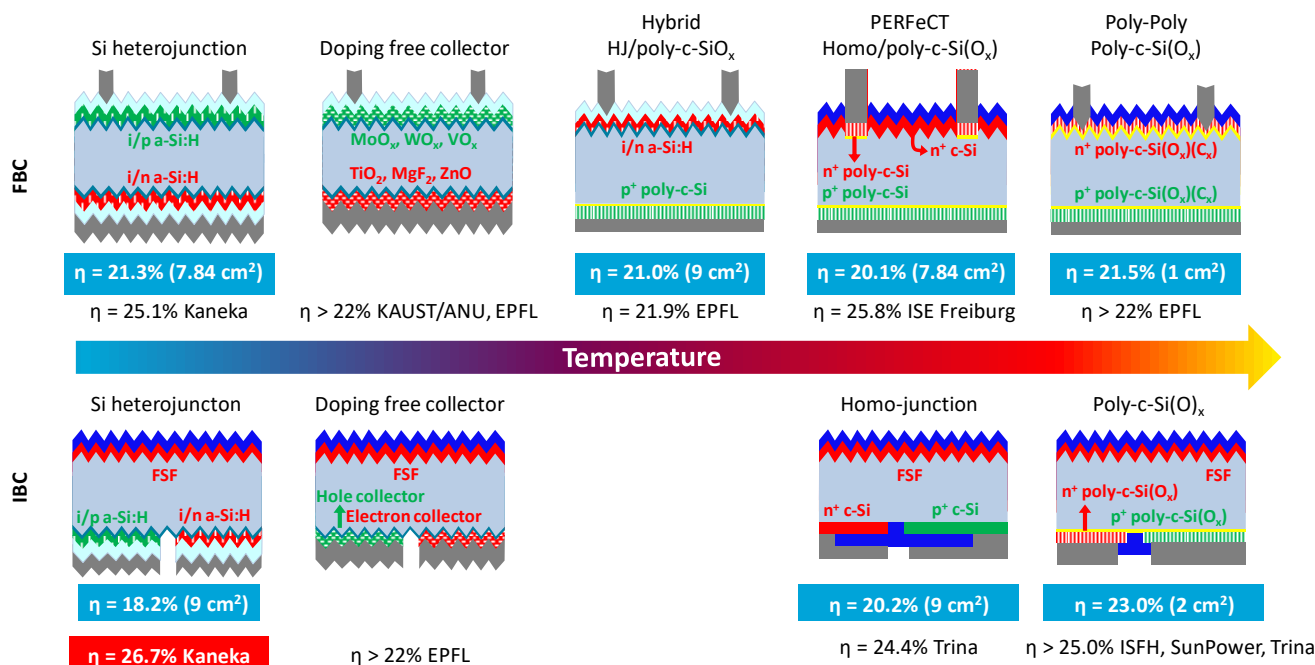 Si heterojunction
Doping free collector
Hybrid
HJ/poly-c-SiOₓ
PERFeCT
Homo/poly-c-Si(Oₓ)
Poly-Poly
Poly-c-Si(Oₓ)
FBC
i/p a-Si:H
i/n a-Si:H
MoOₓ, WOₓ, VOₓ
TiO₂, MgF₂, ZnO
i/n a-Si:H
p⁺ poly-c-Si
n⁺ c-Si
n⁺ poly-c-Si
p⁺ poly-c-Si
n⁺ poly-c-Si(Oₓ)(Cₓ)
p⁺ poly-c-Si(Oₓ)(Cₓ)
η = 21.3% (7.84 cm²)
η = 21.0% (9 cm²)
η = 20.1% (7.84 cm²)
η = 21.5% (1 cm²)
η = 25.1% Kaneka
η > 22% KAUST/ANU, EPFL
η = 21.9% EPFL
η = 25.8% ISE Freiburg
η > 22% EPFL
Temperature
Si heterojuncton
Doping free collector
Homo-junction
Poly-c-Si(O)ₓ
IBC
FSF
i/p a-Si:H
i/n a-Si:H
FSF
Hole collector
Electron collector
FSF
n⁺ c-Si
p⁺ c-Si
FSF
n⁺ poly-c-Si(Oₓ)
p⁺ poly-c-Si(Oₓ)
η = 18.2% (9 cm²)
η = 20.2% (9 cm²)
η = 23.0% (2 cm²)
η = 26.7% Kaneka
η > 22% EPFL
η = 24.4% Trina
η > 25.0% ISFH, SunPower, Trina